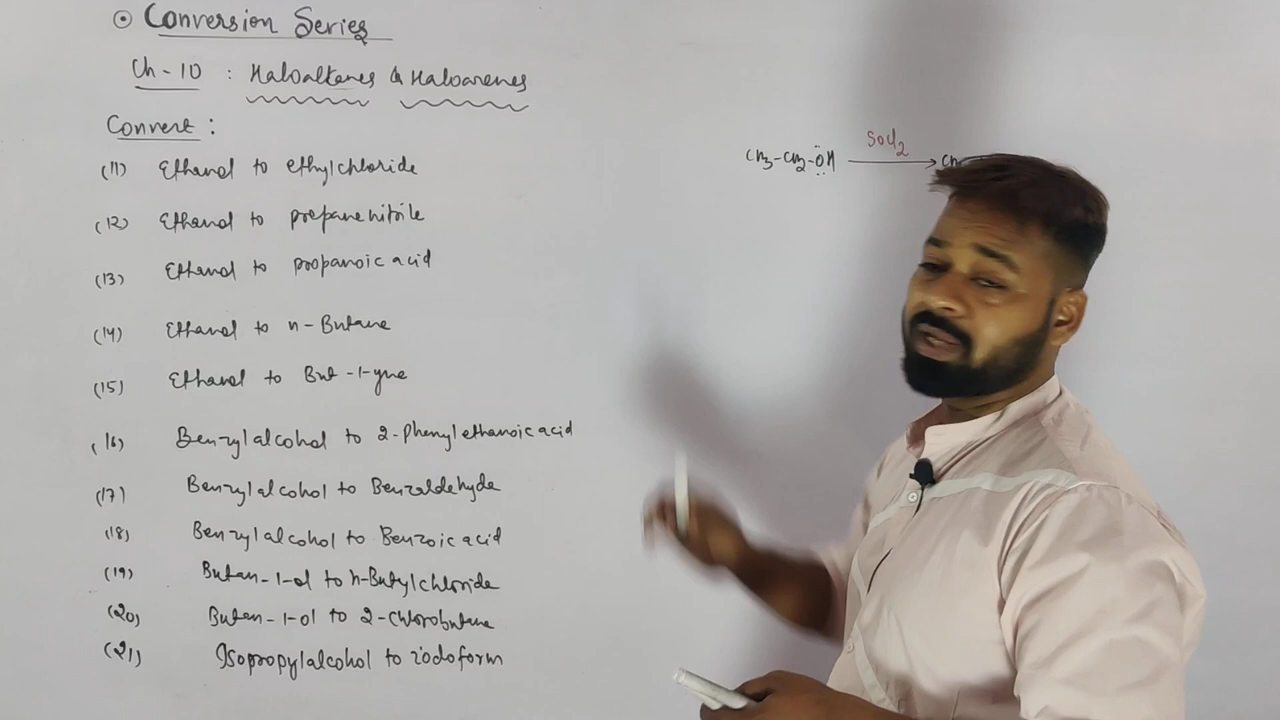 ⊙ Conversion Series
Ch-10 : Haloalkanes & Haloarenes
Convert :
(11) Ethanol to ethylchloride
(12) Ethanol to propanenitrile
(13) Ethanol to propanoic acid
(14) Ethanol to n-Butane
(15) Ethanol to But-1-yne
(16) Benzylalcohol to 2-Phenylethanoic acid
(17) Benzylalcohol to Benzaldehyde
(18) Benzylalcohol to Benzoic acid
(19) Butan-1-ol to n-Butylchloride
(20) Butan-1-ol to 2-chlorobutane
(21) Isopropylalcohol to iodoform
SOCl2
CH3-CH2-ÖH → CH